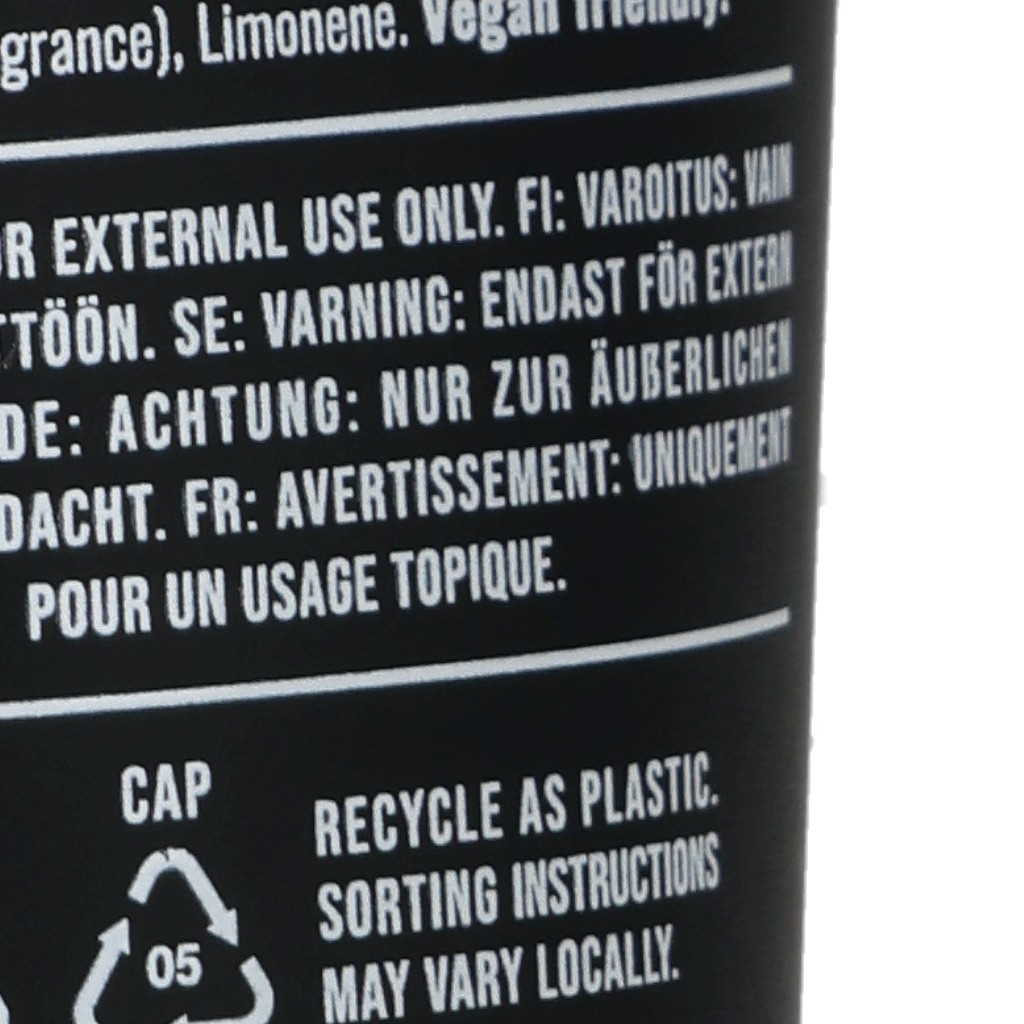 grance), Limonene. Vegan friendly.
R EXTERNAL USE ONLY. FI: VAROITUS: VAIN
TTÖÖN. SE: VARNING: ENDAST FÖR EXTERN
DE: ACHTUNG: NUR ZUR ÄUßERLICHEN
DACHT. FR: AVERTISSEMENT: UNIQUEMENT
POUR UN USAGE TOPIQUE.
CAP
05
RECYCLE AS PLASTIC.
SORTING INSTRUCTIONS
MAY VARY LOCALLY.